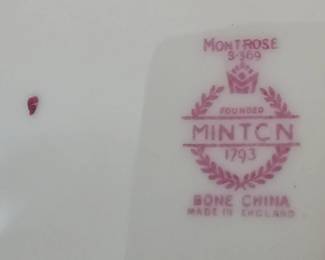 MONTROSE
S-369
FOUNDED
MINTON
1793
BONE CHINA
MADE IN ENGLAND